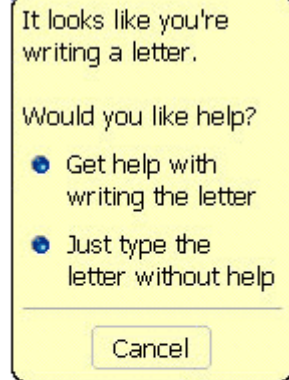 It looks like you're
writing a letter.
Would you like help?
Get help with
writing the letter
Just type the
letter without help
Cancel